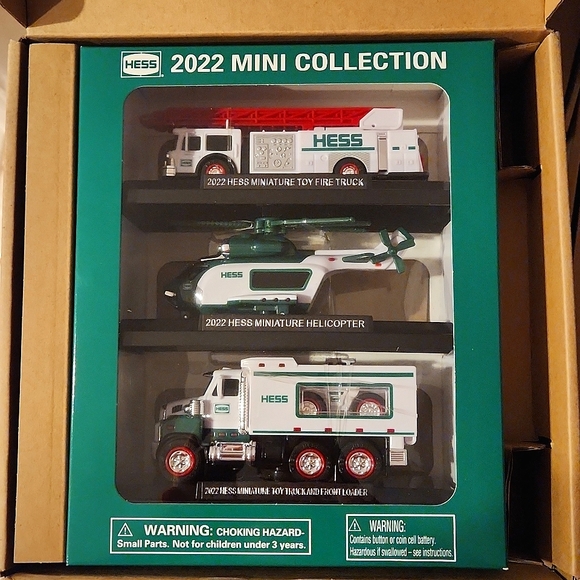 HESS 2022 MINI COLLECTION
HESS
2022 HESS MINIATURE TOY FIRE TRUCK
HESS
2022 HESS MINIATURE HELICOPTER
HESS
HESS
2022 HESS MINIATURE TOY TRUCK AND FRONT LOADER
WARNING: CHOKING HAZARD-
Small Parts. Not for children under 3 years.
WARNING:
Contains button or coin cell battery.
Hazardous if swallowed – see instructions.